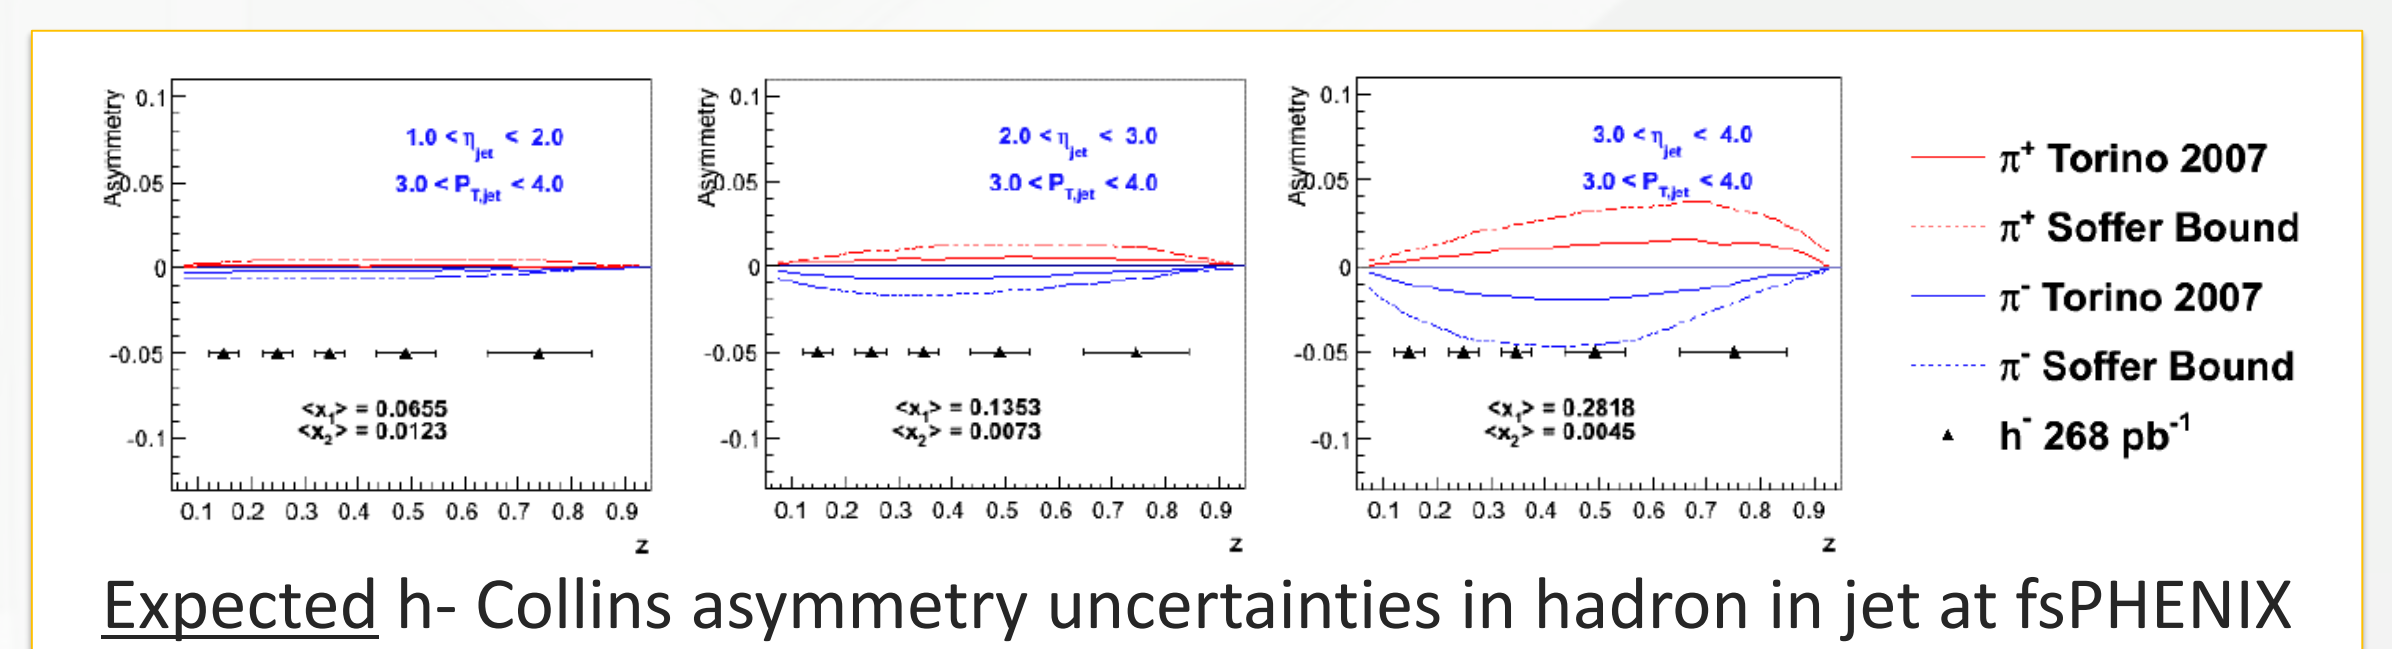 Asymmetry
0.1
0.05
0
-0.05
-0.1
1.0 < η_jet < 2.0
3.0 < P_T,jet < 4.0
<x_1> = 0.0655
<x_2> = 0.0123
0.1 0.2 0.3 0.4 0.5 0.6 0.7 0.8 0.9
z
Asymmetry
0.1
0.05
0
-0.05
-0.1
2.0 < η_jet < 3.0
3.0 < P_T,jet < 4.0
<x_1> = 0.1353
<x_2> = 0.0073
0.1 0.2 0.3 0.4 0.5 0.6 0.7 0.8 0.9
z
Asymmetry
0.1
0.05
0
-0.05
-0.1
3.0 < η_jet < 4.0
3.0 < P_T,jet < 4.0
<x_1> = 0.2818
<x_2> = 0.0045
0.1 0.2 0.3 0.4 0.5 0.6 0.7 0.8 0.9
z
π⁺ Torino 2007
π⁺ Soffer Bound
π⁻ Torino 2007
π⁻ Soffer Bound
h⁻ 268 pb⁻¹
Expected h- Collins asymmetry uncertainties in hadron in jet at fsPHENIX